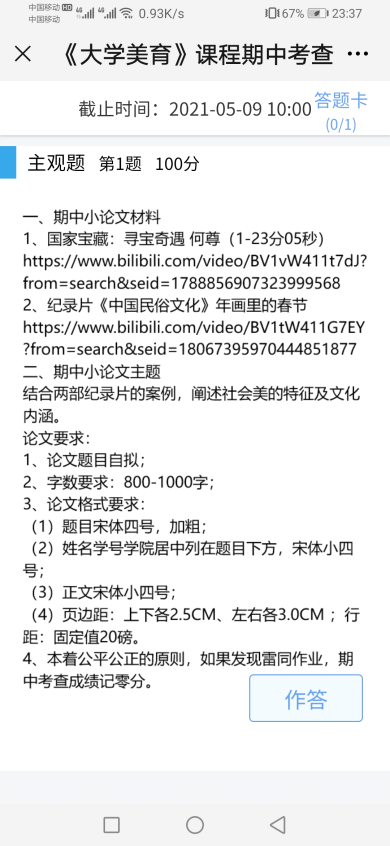 中国移动 HD 4G 4G 0.93K/s 67% 23:37
中国移动
《大学美育》课程期中考查
截止时间：2021-05-09 10:00
答题卡
(0/1)
主观题 第1题 100分
一、期中小论文材料
1、国家宝藏：寻宝奇遇 何尊（1-23分05秒）
https://www.bilibili.com/video/BV1vW411t7dJ?
from=search&seid=1788856907323999568
2、纪录片《中国民俗文化》年画里的春节
https://www.bilibili.com/video/BV1tW411G7EY
?from=search&seid=18067395970444851877
二、期中小论文主题
结合两部纪录片的案例，阐述社会美的特征及文化
内涵。
论文要求：
1、论文题目自拟；
2、字数要求：800-1000字；
3、论文格式要求：
（1）题目宋体四号，加粗；
（2）姓名学号学院居中列在题目下方，宋体小四
号；
（3）正文宋体小四号；
（4）页边距：上下各2.5CM、左右各3.0CM ；行
距：固定值20磅。
4、本着公平公正的原则，如果发现雷同作业，期
中考查成绩记零分。
作答